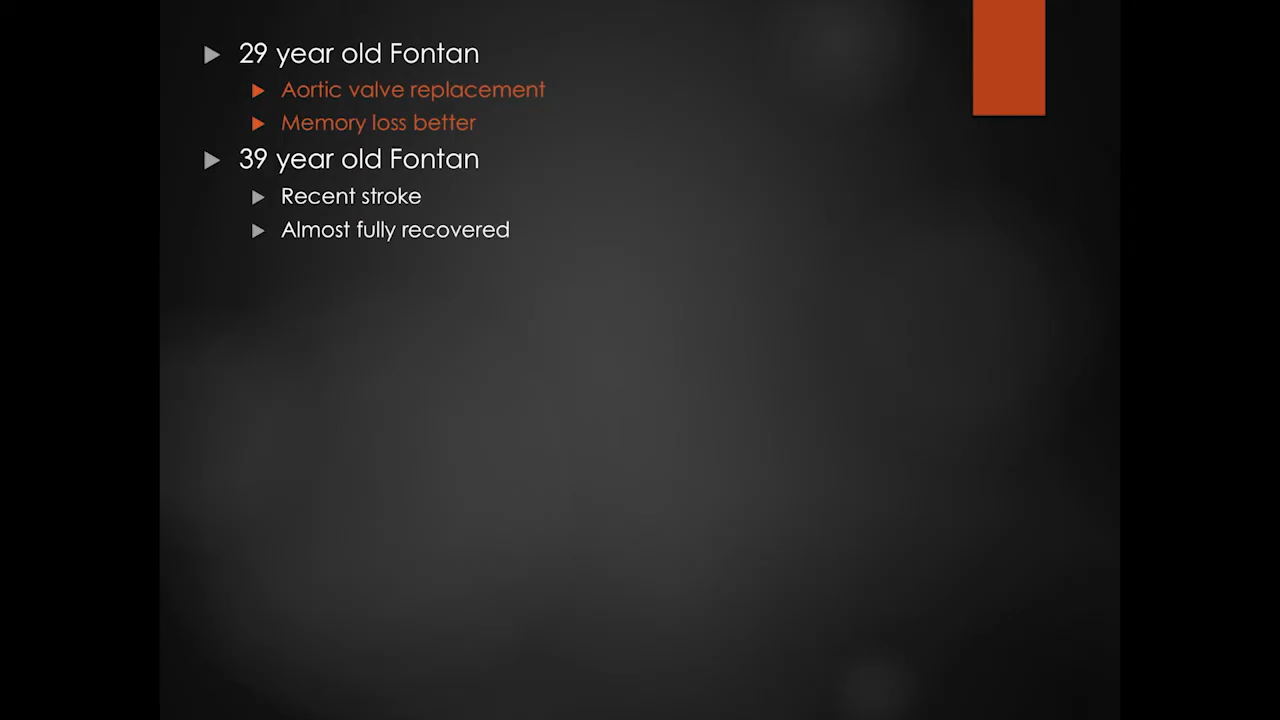 29 year old Fontan
Aortic valve replacement
Memory loss better
39 year old Fontan
Recent stroke
Almost fully recovered